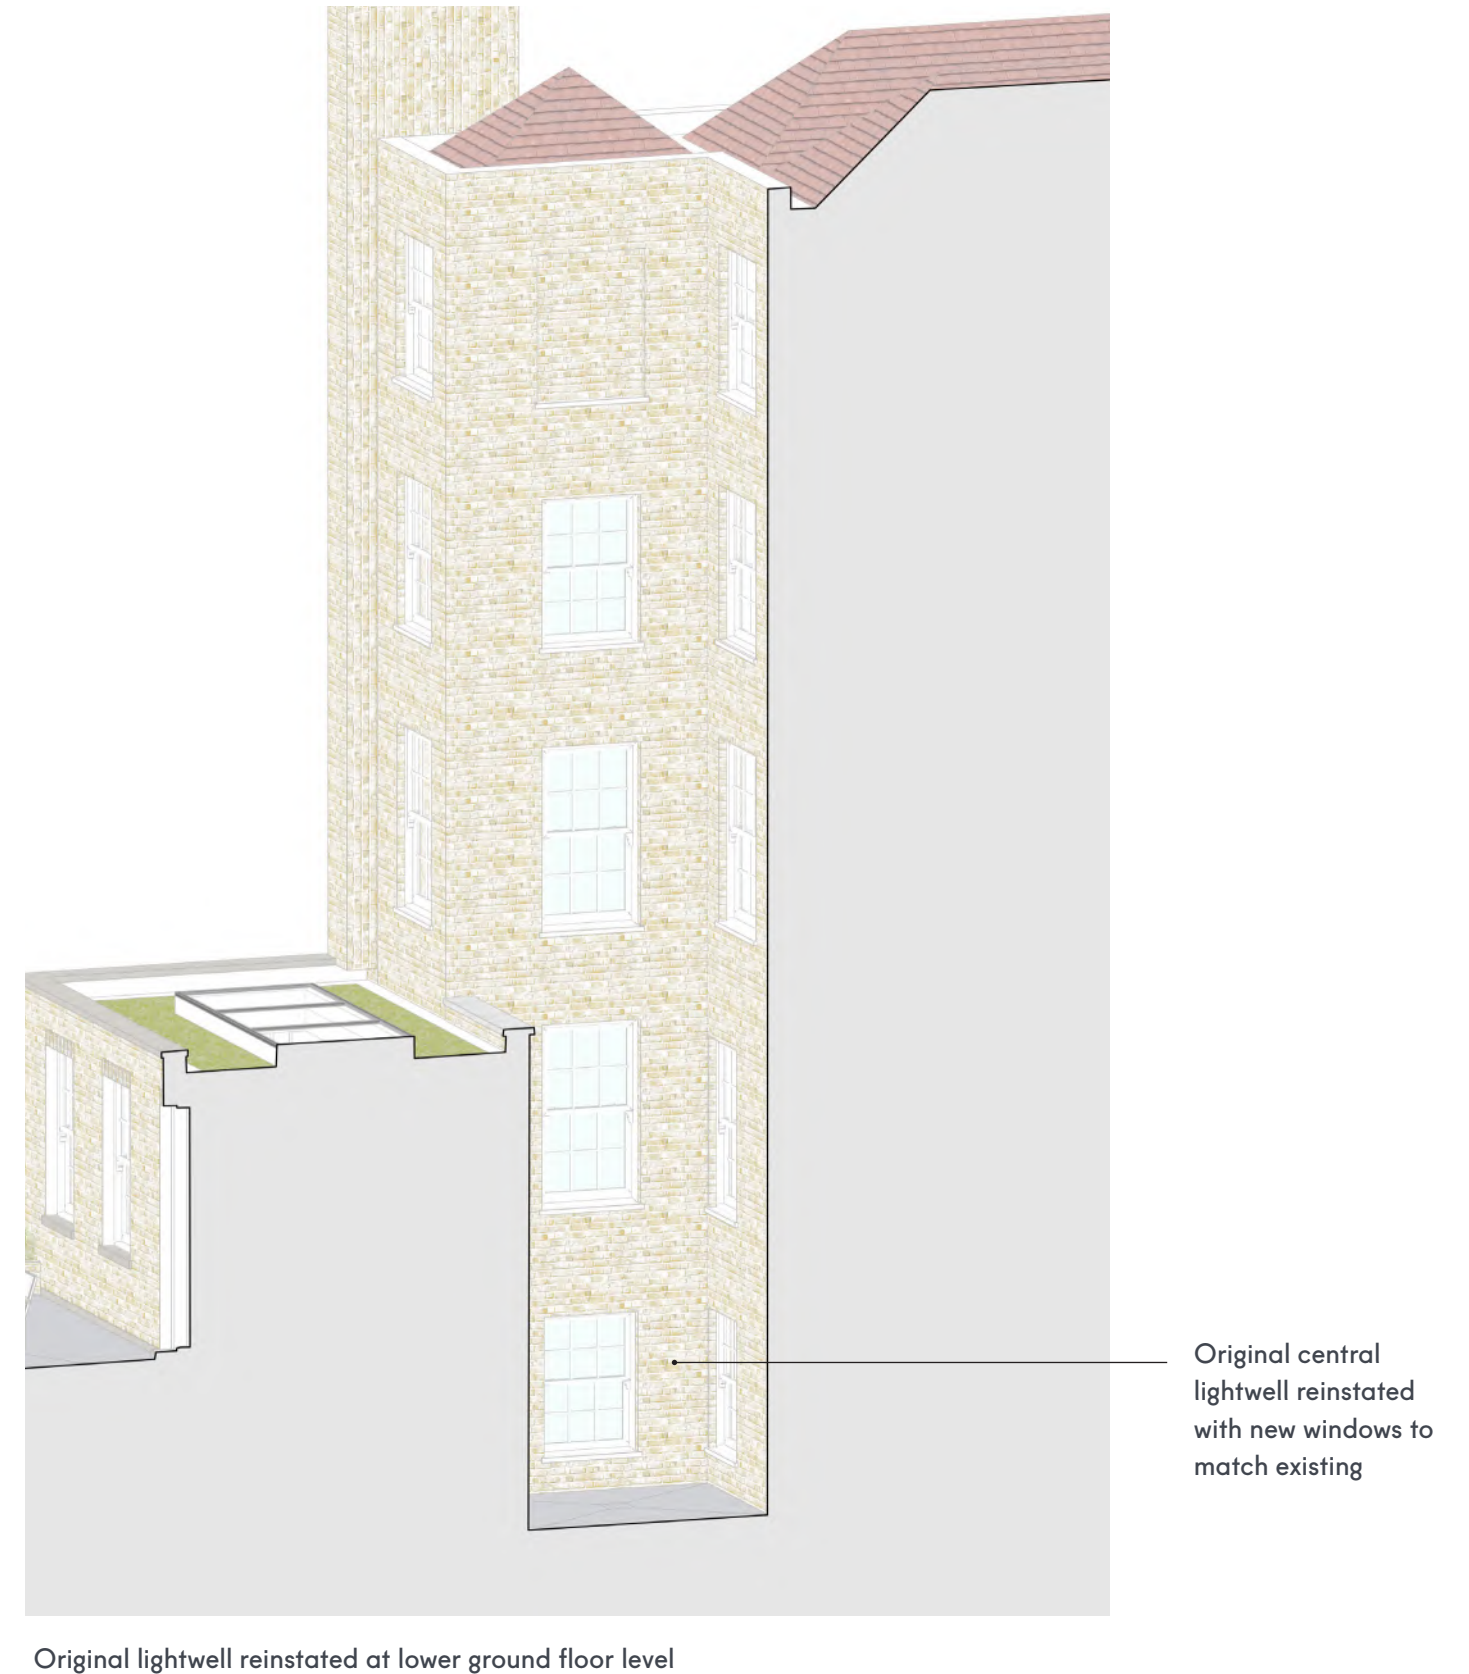 Original central
lightwell reinstated
with new windows to
match existing
Original lightwell reinstated at lower ground floor level